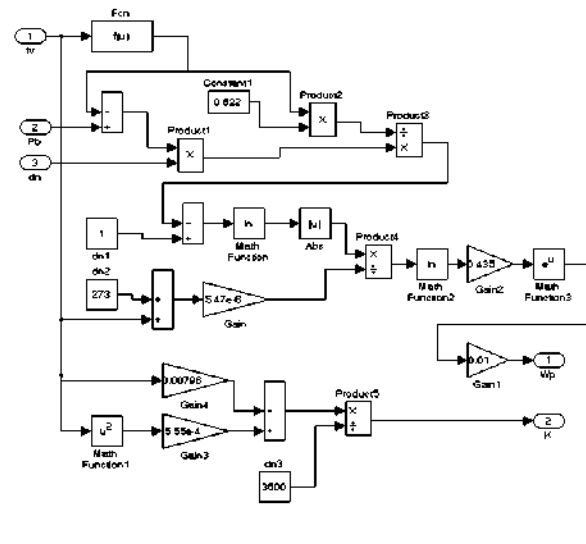 Fcn
1
tv
f(u)
Constant1
0.622
Product2
×
Product3
÷
×
-
+
2
Pb
Product1
×
3
dn
1
dn1
-
+
ln
Math
Function
|u|
Abs
Product4
×
÷
ln
Math
Function2
0.435
Gain2
e^u
Math
Function3
dn2
273
+
+
5.47e-6
Gain
0.01
Gain1
1
Wp
0.00796
Gain4
-
+
Product5
×
÷
2
K
u^2
Math
Function1
5.55e-4
Gain3
dn3
3600